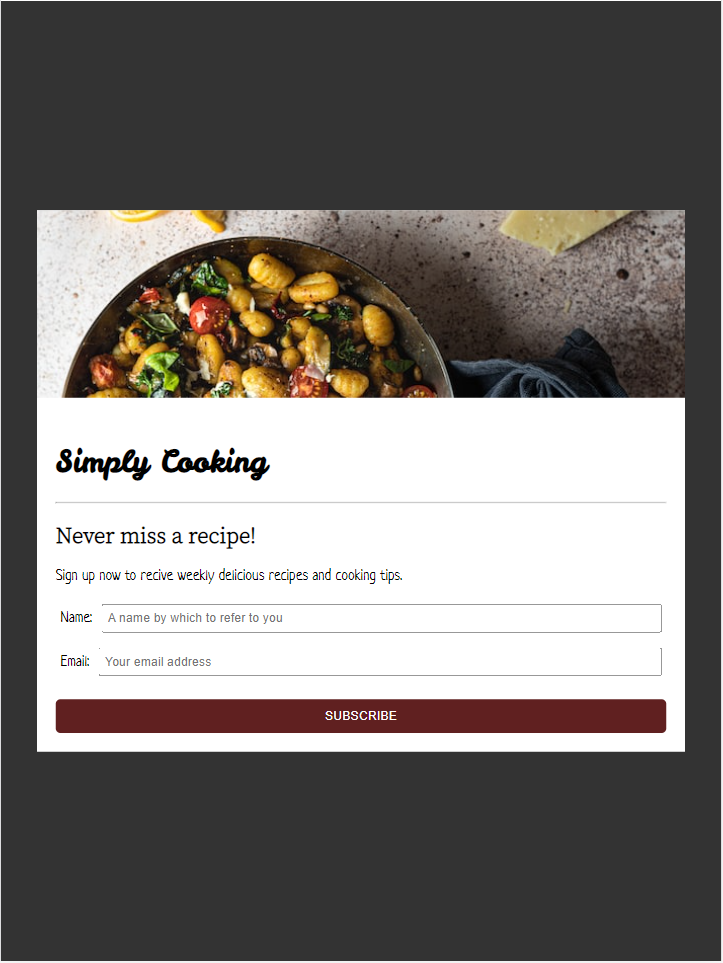 Simply Cooking
Never miss a recipe!
Sign up now to recive weekly delicious recipes and cooking tips.
Name: A name by which to refer to you
Email: Your email address
SUBSCRIBE